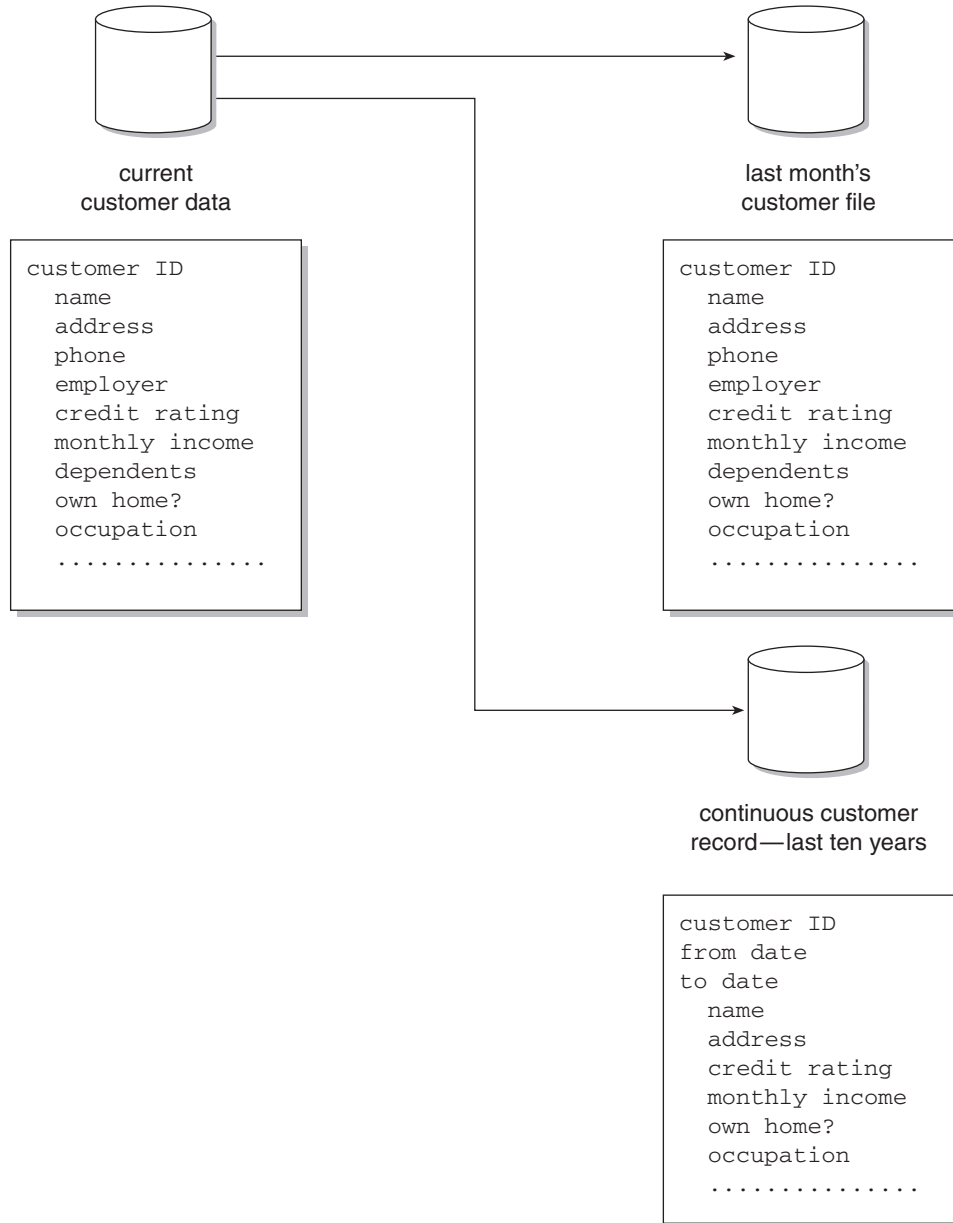 current
customer data
customer ID
name
address
phone
employer
credit rating
monthly income
dependents
own home?
occupation
...............
last month's
customer file
customer ID
name
address
phone
employer
credit rating
monthly income
dependents
own home?
occupation
...............
continuous customer
record—last ten years
customer ID
from date
to date
name
address
credit rating
monthly income
own home?
occupation
...............